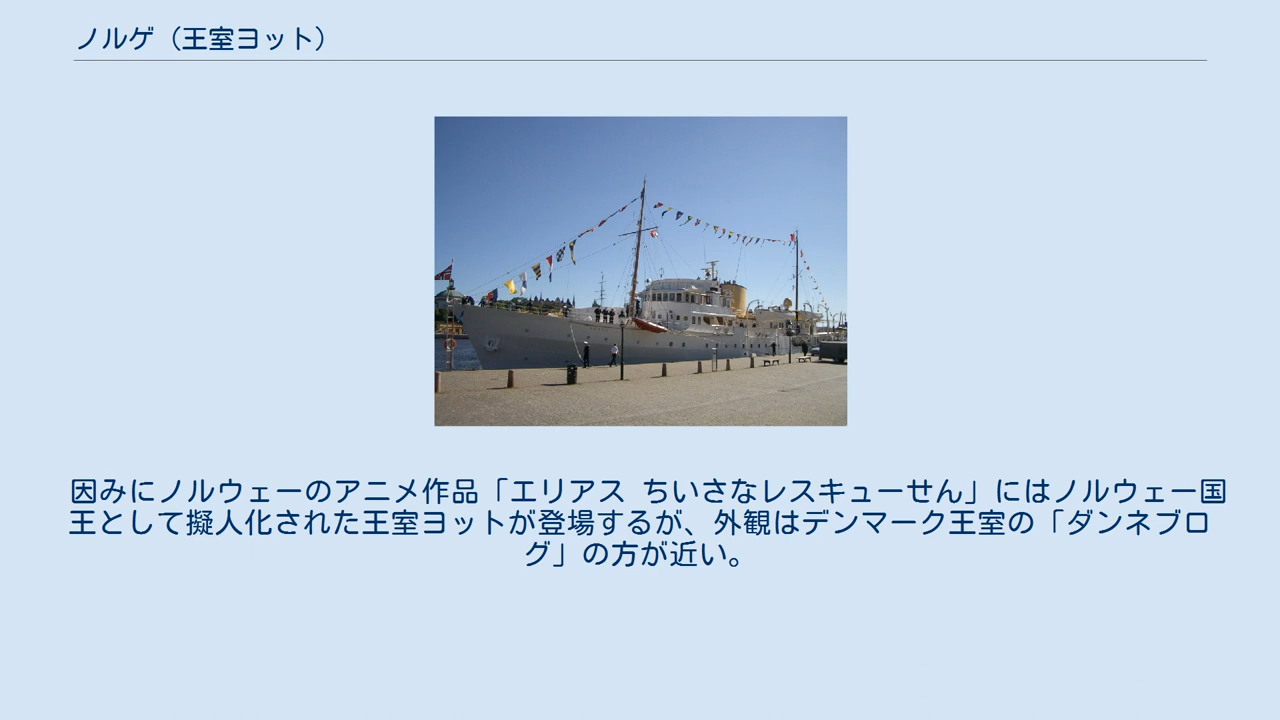 ノルゲ（王室ヨット）
因みにノルウェーのアニメ作品「エリアス ちいさなレスキューせん」にはノルウェー国
王として擬人化された王室ヨットが登場するが、外観はデンマーク王室の「ダンネブロ
グ」の方が近い。